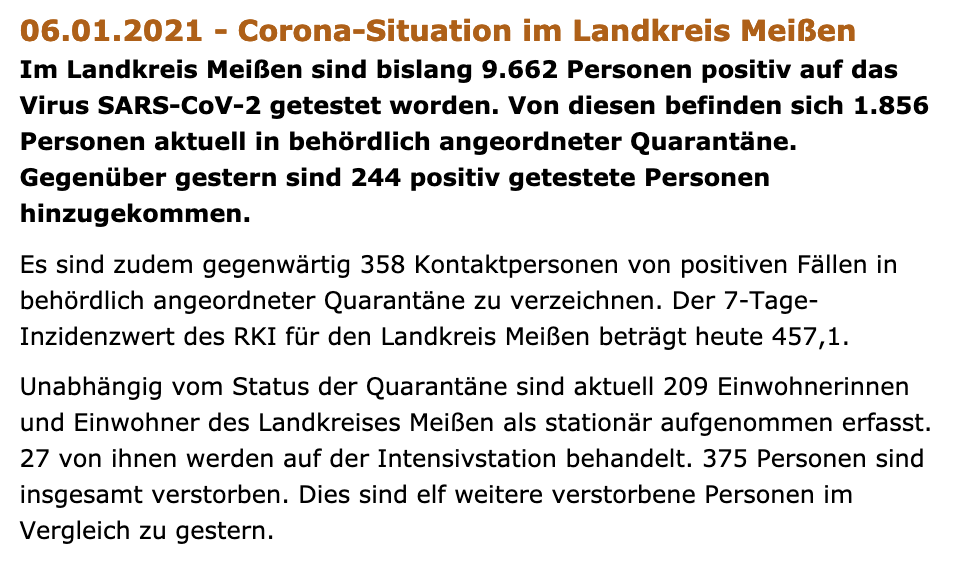 06.01.2021 - Corona-Situation im Landkreis Meißen
Im Landkreis Meißen sind bislang 9.662 Personen positiv auf das
Virus SARS-CoV-2 getestet worden. Von diesen befinden sich 1.856
Personen aktuell in behördlich angeordneter Quarantäne.
Gegenüber gestern sind 244 positiv getestete Personen
hinzugekommen.
Es sind zudem gegenwärtig 358 Kontaktpersonen von positiven Fällen in
behördlich angeordneter Quarantäne zu verzeichnen. Der 7-Tage-
Inzidenzwert des RKI für den Landkreis Meißen beträgt heute 457,1.
Unabhängig vom Status der Quarantäne sind aktuell 209 Einwohnerinnen
und Einwohner des Landkreises Meißen als stationär aufgenommen erfasst.
27 von ihnen werden auf der Intensivstation behandelt. 375 Personen sind
insgesamt verstorben. Dies sind elf weitere verstorbene Personen im
Vergleich zu gestern.